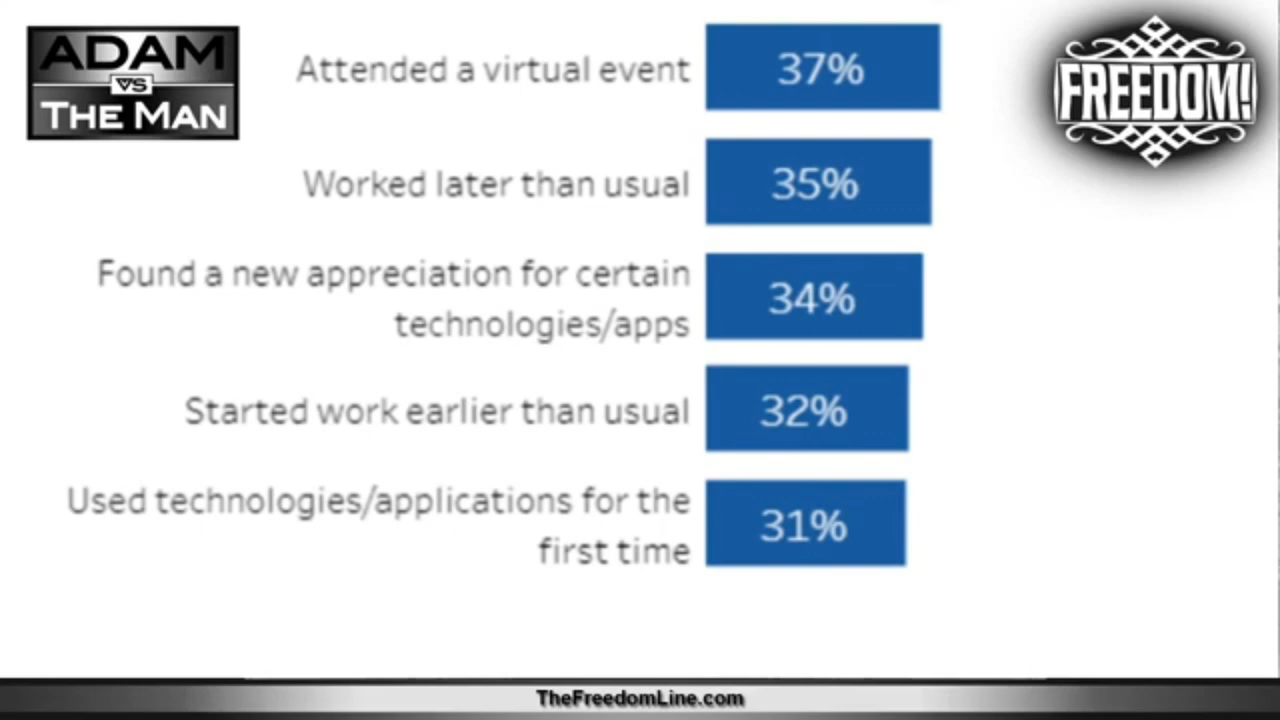 ADAM
VS
THE MAN
FREEDOM!
Attended a virtual event
37%
Worked later than usual
35%
Found a new appreciation for certain
technologies/apps
34%
Started work earlier than usual
32%
Used technologies/applications for the
first time
31%
TheFreedomLine.com